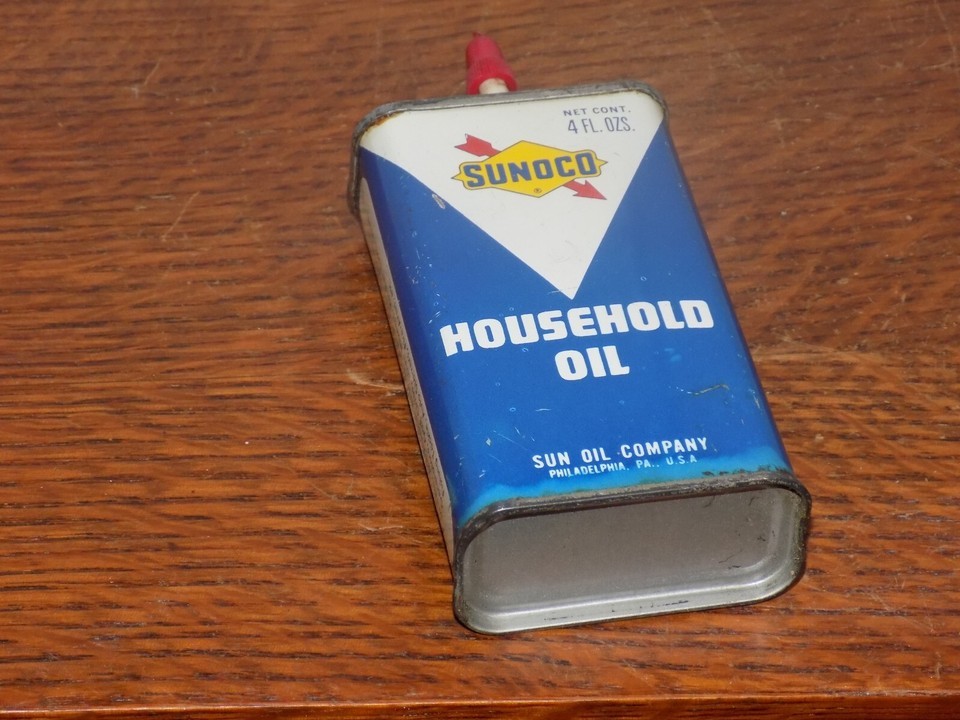 NET CONT.
4 FL. OZS.
SUNOCO
®
HOUSEHOLD
OIL
SUN OIL COMPANY
PHILADELPHIA, PA., U.S.A